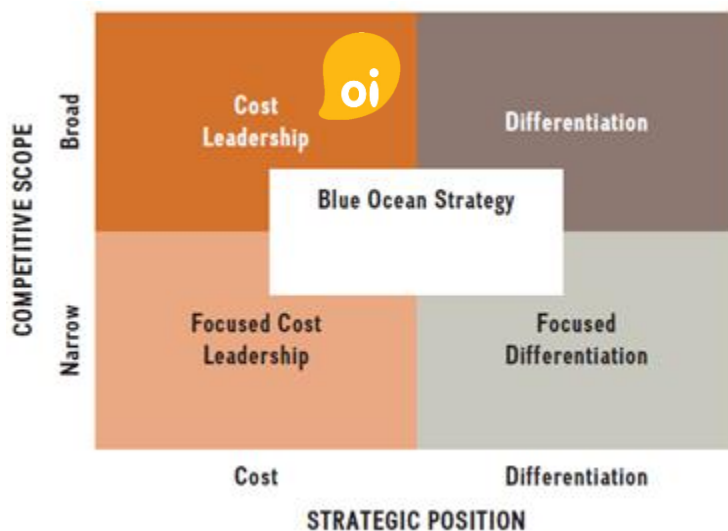 COMPETITIVE SCOPE
Broad
Narrow
Cost
Leadership
oi
Differentiation
Blue Ocean Strategy
Focused Cost
Leadership
Focused
Differentiation
Cost
Differentiation
STRATEGIC POSITION